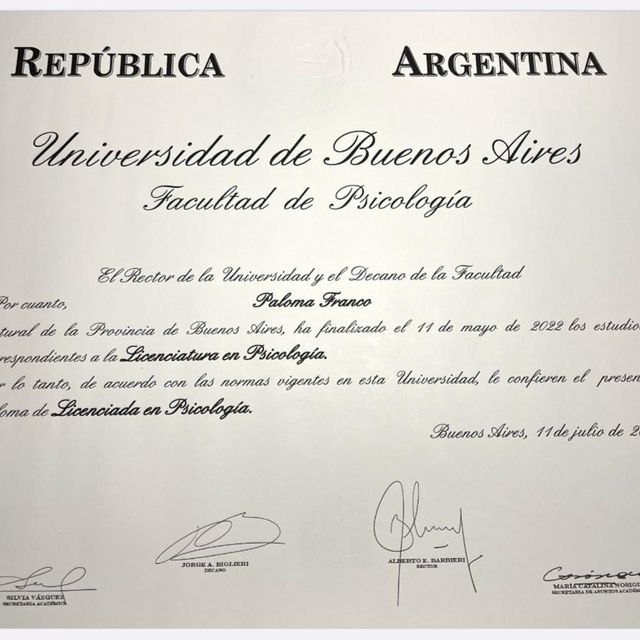 REPÚBLICA ARGENTINA
Universidad de Buenos Aires
Facultad de Psicología
El Rector de la Universidad y el Decano de la Facultad
Por cuanto, Paloma Franco
tural de la Provincia de Buenos Aires, ha finalizado el 11 de mayo de 2022 los estudio
respondientes a la Licenciatura en Psicología.
r lo tanto, de acuerdo con las normas vigentes en esta Universidad, le confieren el presen
loma de Licenciada en Psicología.
Buenos Aires, 11 de julio de 2
JORGE A. BIGLIERI
DECANO
ALBERTO E. BARBIERI
RECTOR
SILVIA VÁZQUEZ
SECRETARIA ACADÉMICA
MARÍA CATALINA NOSIGL
SECRETARIA DE ASUNTOS ACADÉM